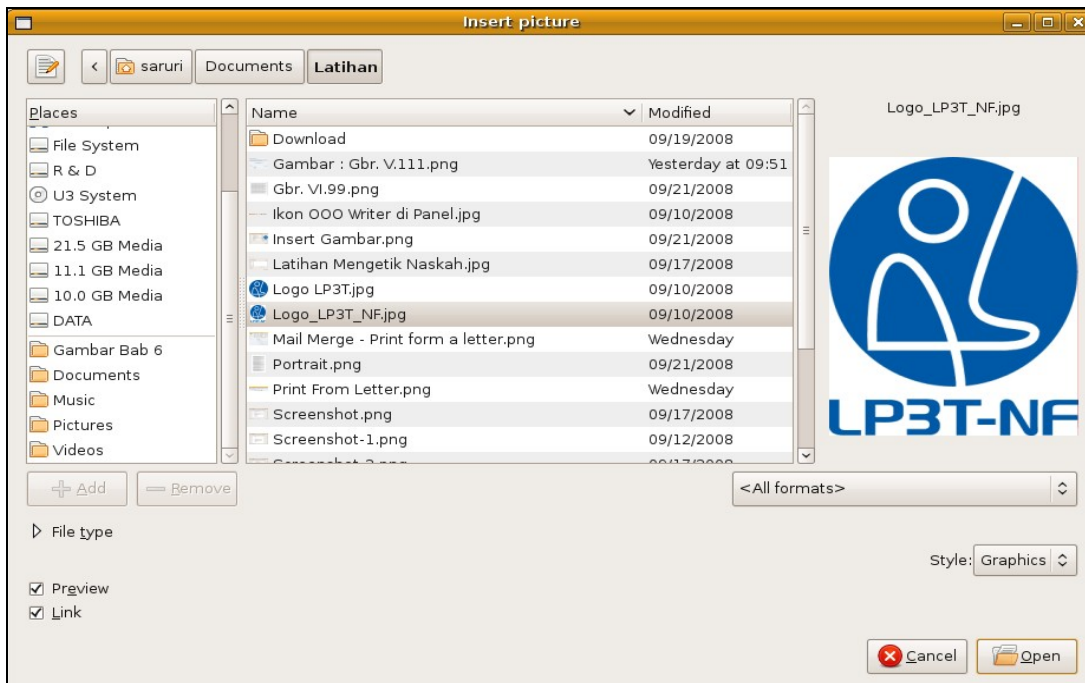 Insert picture
saruri Documents Latihan
Places
File System
R & D
U3 System
TOSHIBA
21.5 GB Media
11.1 GB Media
10.0 GB Media
DATA
Gambar Bab 6
Documents
Music
Pictures
Videos
Name Modified
Download 09/19/2008
Gambar : Gbr. V.111.png Yesterday at 09:51
Gbr. VI.99.png 09/21/2008
Ikon OOO Writer di Panel.jpg 09/10/2008
Insert Gambar.png 09/21/2008
Latihan Mengetik Naskah.jpg 09/17/2008
Logo LP3T.jpg 09/10/2008
Logo_LP3T_NF.jpg 09/10/2008
Mail Merge - Print form a letter.png Wednesday
Portrait.png 09/21/2008
Print From Letter.png Wednesday
Screenshot.png 09/17/2008
Screenshot-1.png 09/12/2008
Logo_LP3T_NF.jpg
LP3T-NF
Add Remove
<All formats>
File type
Style: Graphics
Preview
Link
Cancel Open